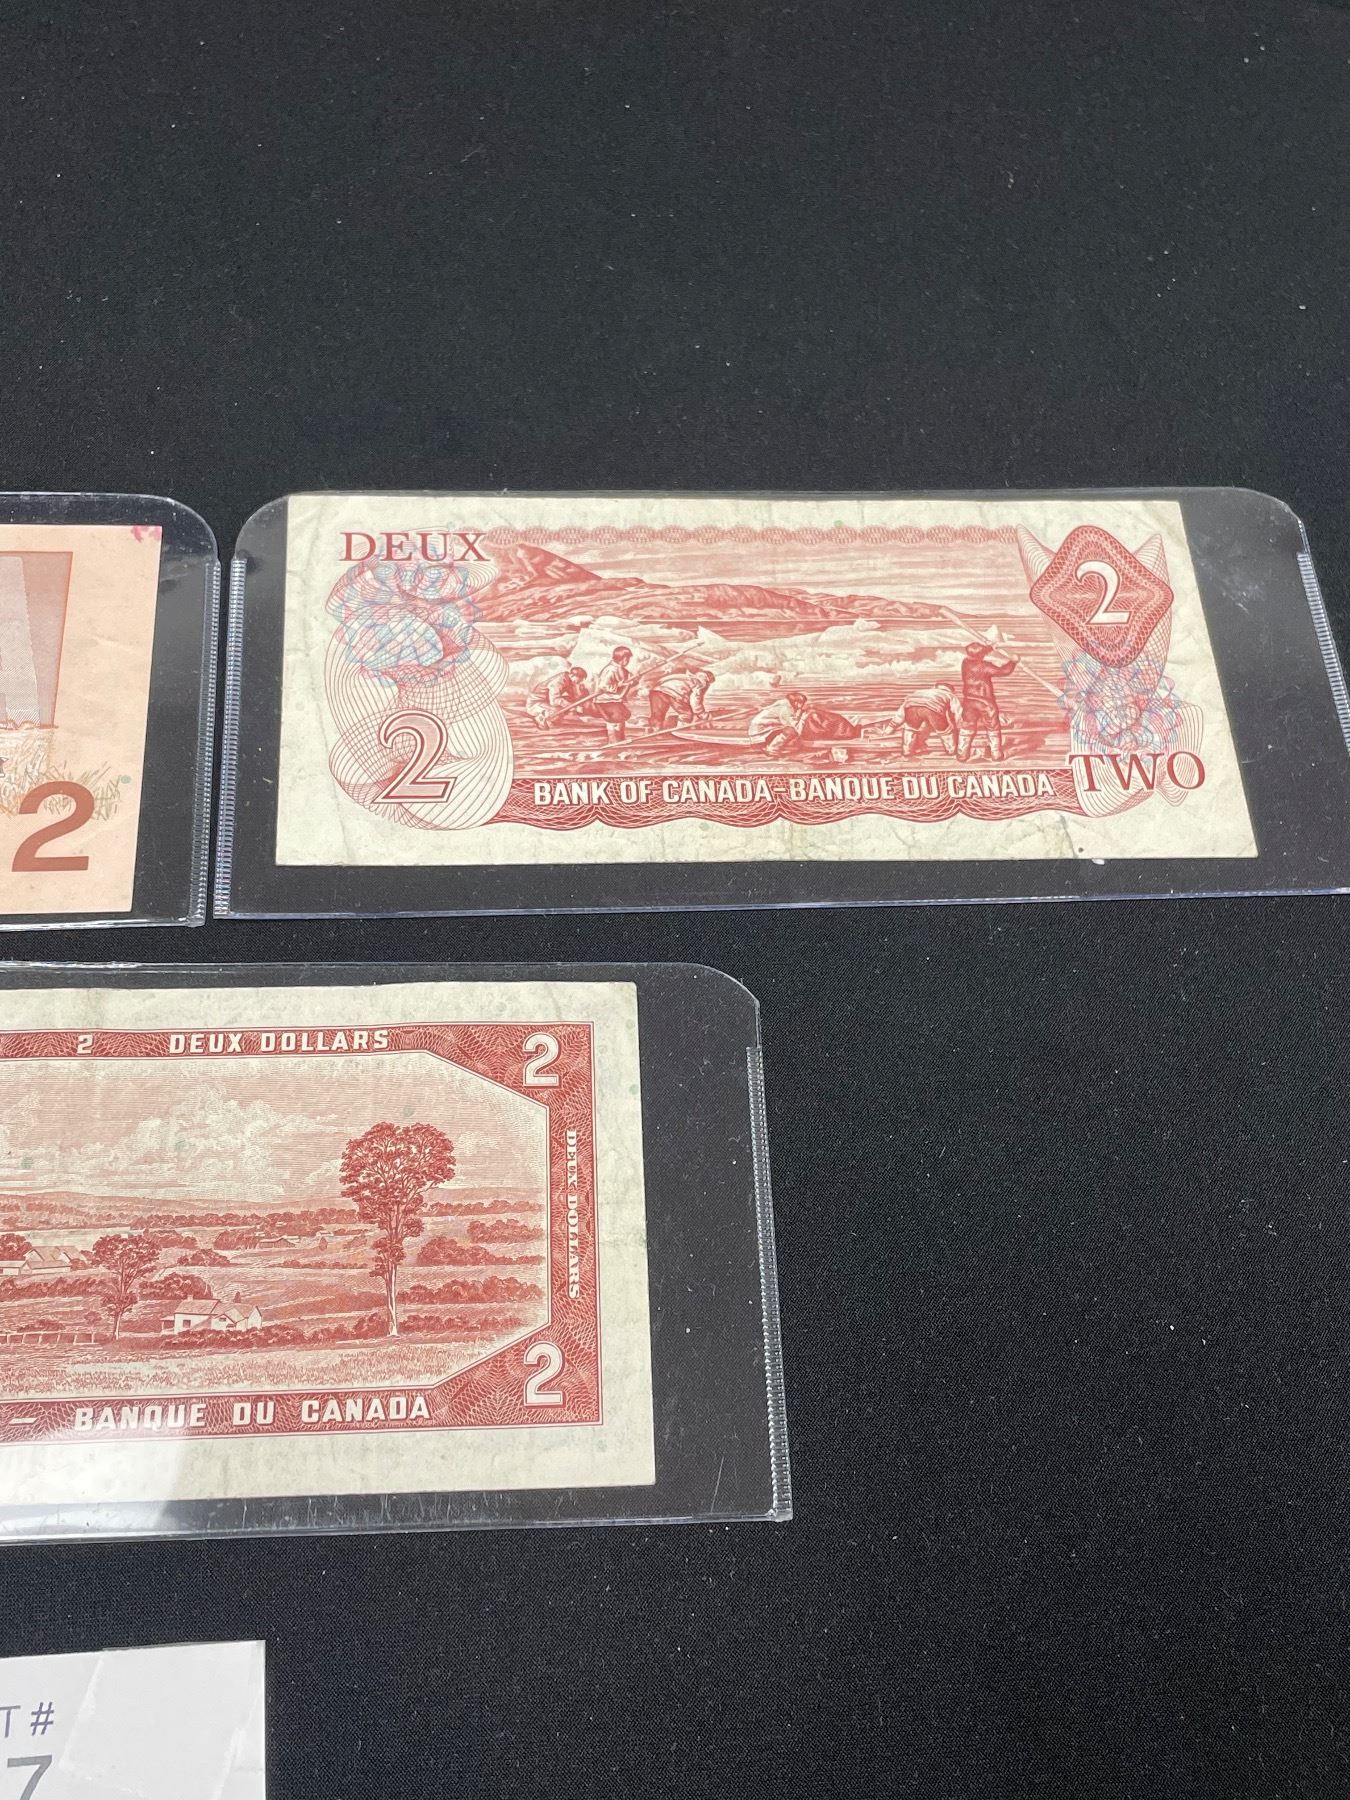 DEUX
2
2
TWO
BANK OF CANADA-BANQUE DU CANADA
2
2 DEUX DOLLARS 2
DEUX DOLLARS
2
– BANQUE DU CANADA
T #
7